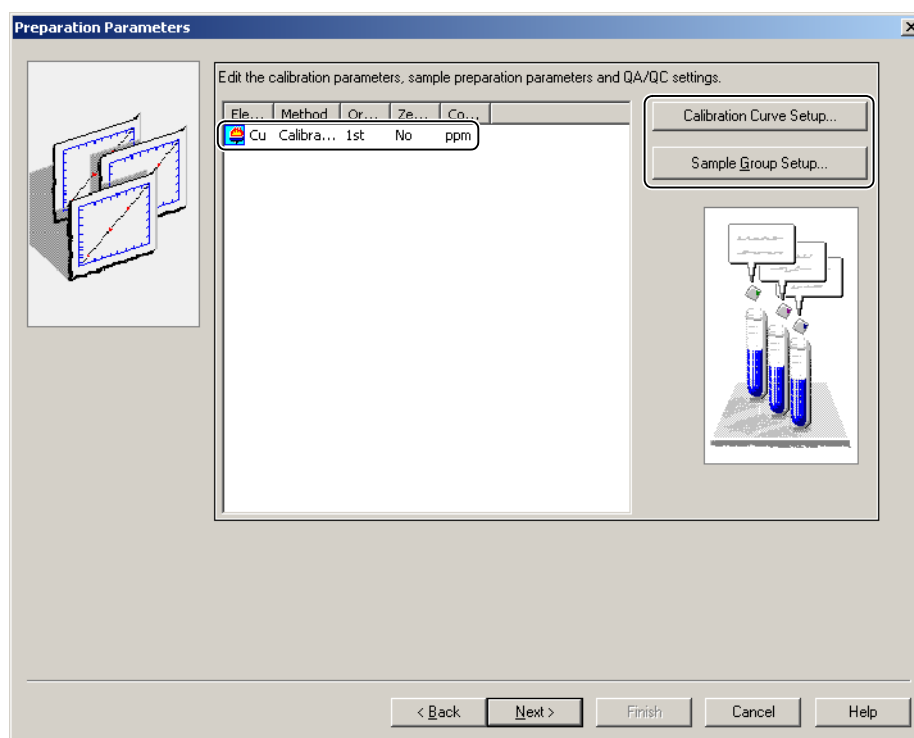 Preparation Parameters
Edit the calibration parameters, sample preparation parameters and QA/QC settings.
Ele... Method Or... Ze... Co...
Cu Calibra... 1st No ppm
Calibration Curve Setup...
Sample Group Setup...
< Back Next > Finish Cancel Help